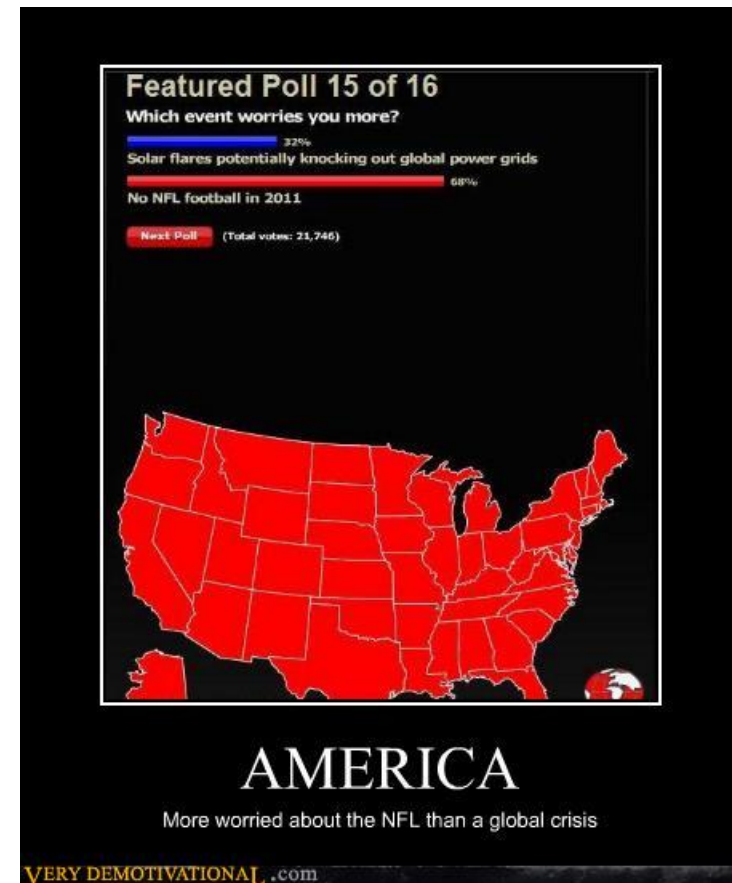 Featured Poll 15 of 16
Which event worries you more?
32%
Solar flares potentially knocking out global power grids
68%
No NFL football in 2011
Next Poll (Total votes: 21,746)
AMERICA
More worried about the NFL than a global crisis
VERY DEMOTIVATIONAL .com